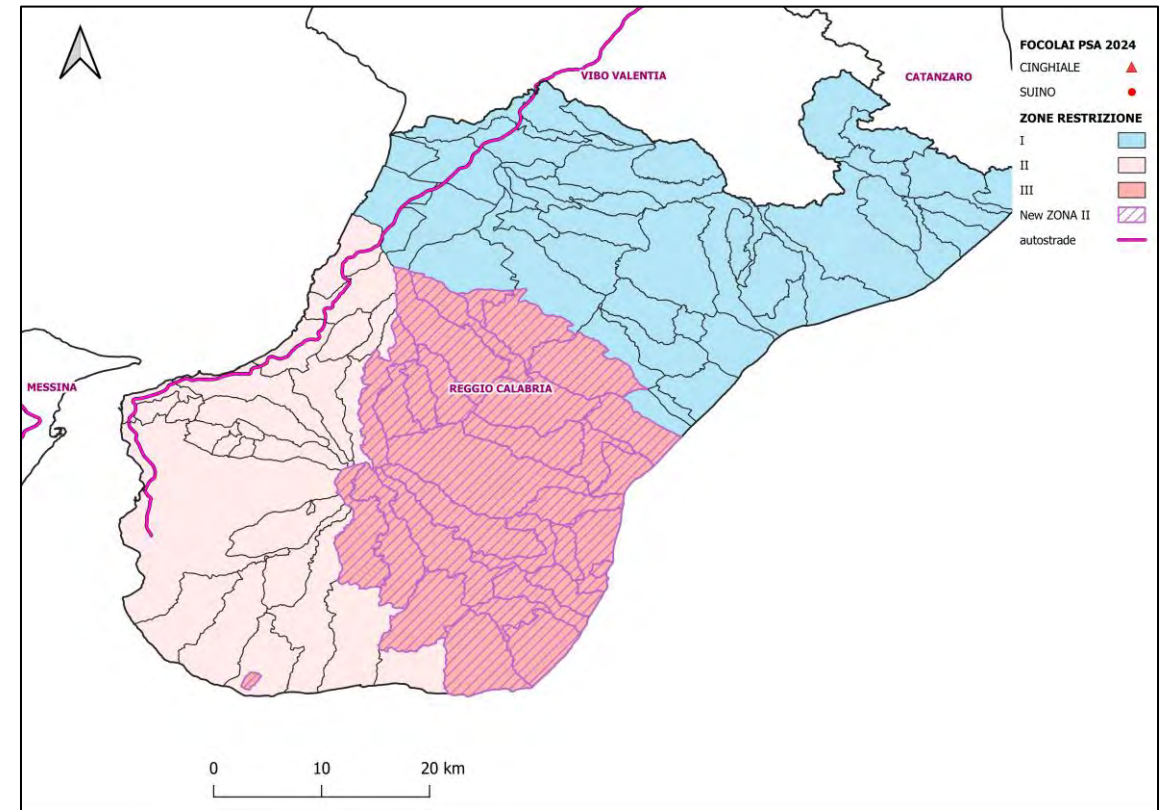 VIBO VALENTIA
CATANZARO
MESSINA
REGGIO CALABRIA
FOCOLAI PSA 2024
CINGHIALE
SUINO
ZONE RESTRIZIONE
I
II
III
New ZONA II
autostrade
0 10 20 km